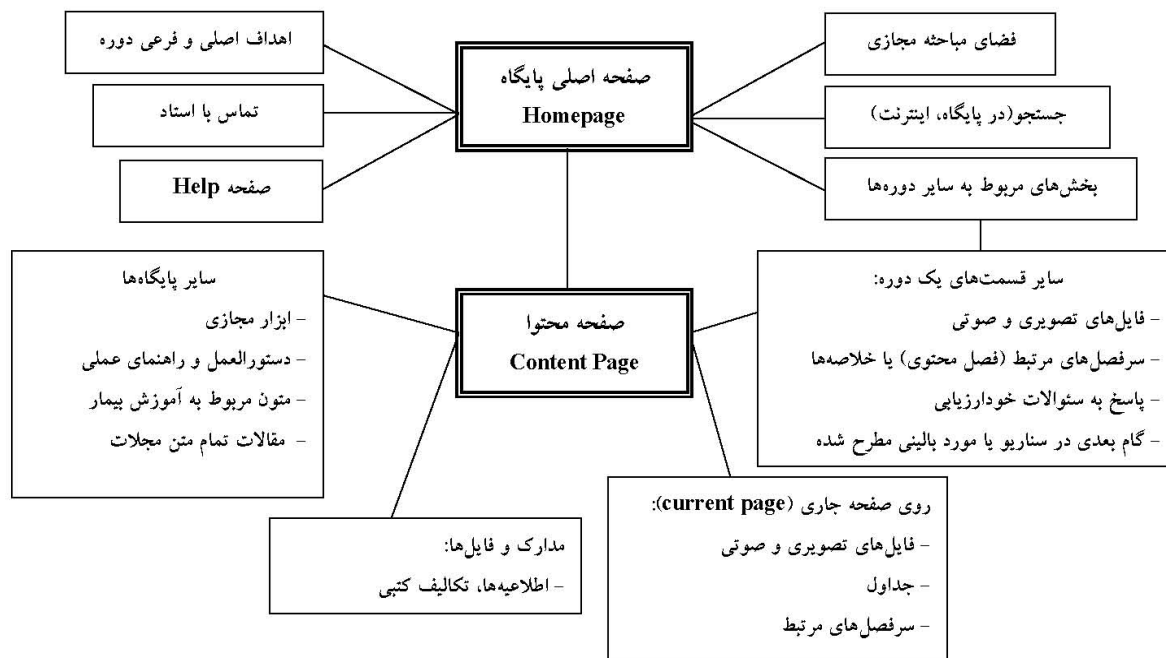 اهداف اصلی و فرعی دوره
تماس با استاد
صفحه Help
صفحه اصلی پایگاه
Homepage
فضای مباحثه مجازی
جستجو(در پایگاه، اینترنت)
بخش‌های مربوط به سایر دوره‌ها
سایر پایگاه‌ها
- ابزار مجازی
- دستورالعمل و راهنمای عملی
- متون مربوط به آموزش بیمار
- مقالات تمام متن مجلات
صفحه محتوا
Content Page
سایر قسمت‌های یک دوره:
- فایل‌های تصویری و صوتی
- سرفصل‌های مرتبط (فصل محتوی) یا خلاصه‌ها
- پاسخ به سئوالات خودارزیابی
- گام بعدی در سناریو یا مورد بالینی مطرح شده
مدارک و فایل‌ها:
- اطلاعیه‌ها، تکالیف کتبی
روی صفحه جاری (current page):
- فایل‌های تصویری و صوتی
- جداول
- سرفصل‌های مرتبط